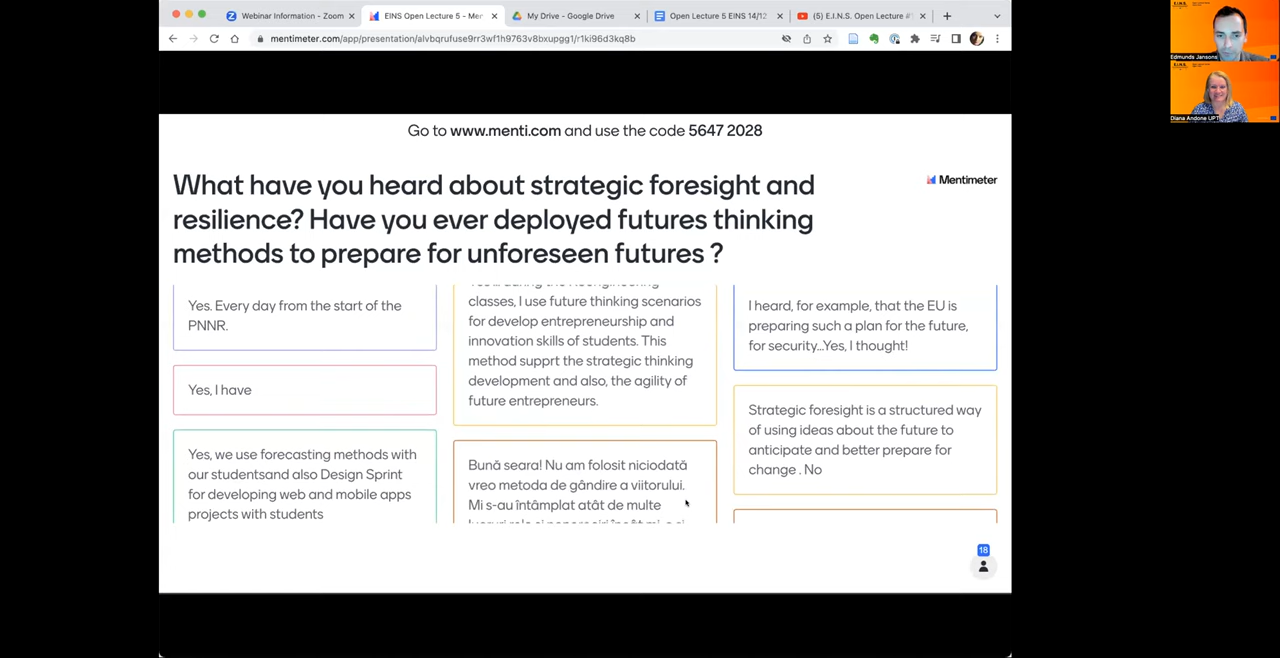 Webinar Information - Zoom
EINS Open Lecture 5 - Mer
My Drive - Google Drive
Open Lecture 5 EINS 14/12
(5) E.I.N.S. Open Lecture #
mentimeter.com/app/presentation/alvbqrufuse9rr3wf1h9763v8bxupgg1/r1ki96d3kq8b
Edmunds Jansons
Diana Andone UPT
Go to www.menti.com and use the code 5647 2028
Mentimeter
What have you heard about strategic foresight and
resilience? Have you ever deployed futures thinking
methods to prepare for unforeseen futures ?
Yes. Every day from the start of the
PNNR.
Yes, I have
Yes, we use forecasting methods with
our studentsand also Design Sprint
for developing web and mobile apps
projects with students
classes, I use future thinking scenarios
for develop entrepreneurship and
innovation skills of students. This
method supprt the strategic thinking
development and also, the agility of
future entrepreneurs.
Bună seara! Nu am folosit niciodată
vreo metoda de gândire a viitorului.
Mi s-au întâmplat atât de multe
I heard, for example, that the EU is
preparing such a plan for the future,
for security...Yes, I thought!
Strategic foresight is a structured way
of using ideas about the future to
anticipate and better prepare for
change . No
18